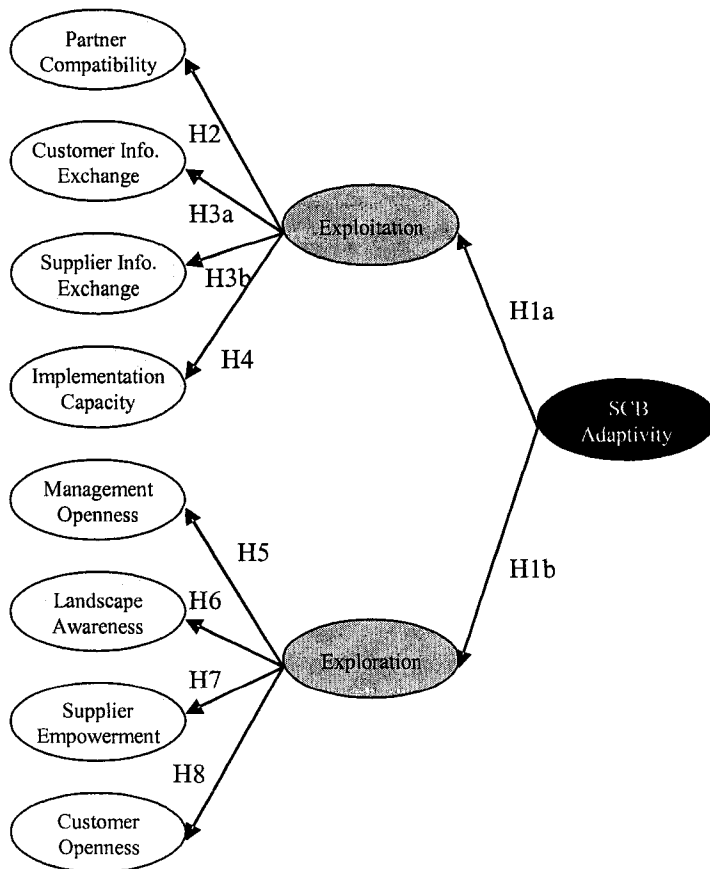 Partner
Compatibility
H2
Customer Info.
Exchange
H3a
Exploitation
Supplier Info.
Exchange
H3b
H1a
H4
Implementation
Capacity
SCB
Adaptivity
Management
Openness
H5
H1b
Landscape
Awareness
H6
Exploration
H7
Supplier
Empowerment
H8
Customer
Openness